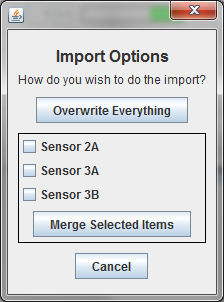 Import Options
How do you wish to do the import?
Overwrite Everything
Sensor 2A
Sensor 3A
Sensor 3B
Merge Selected Items
Cancel